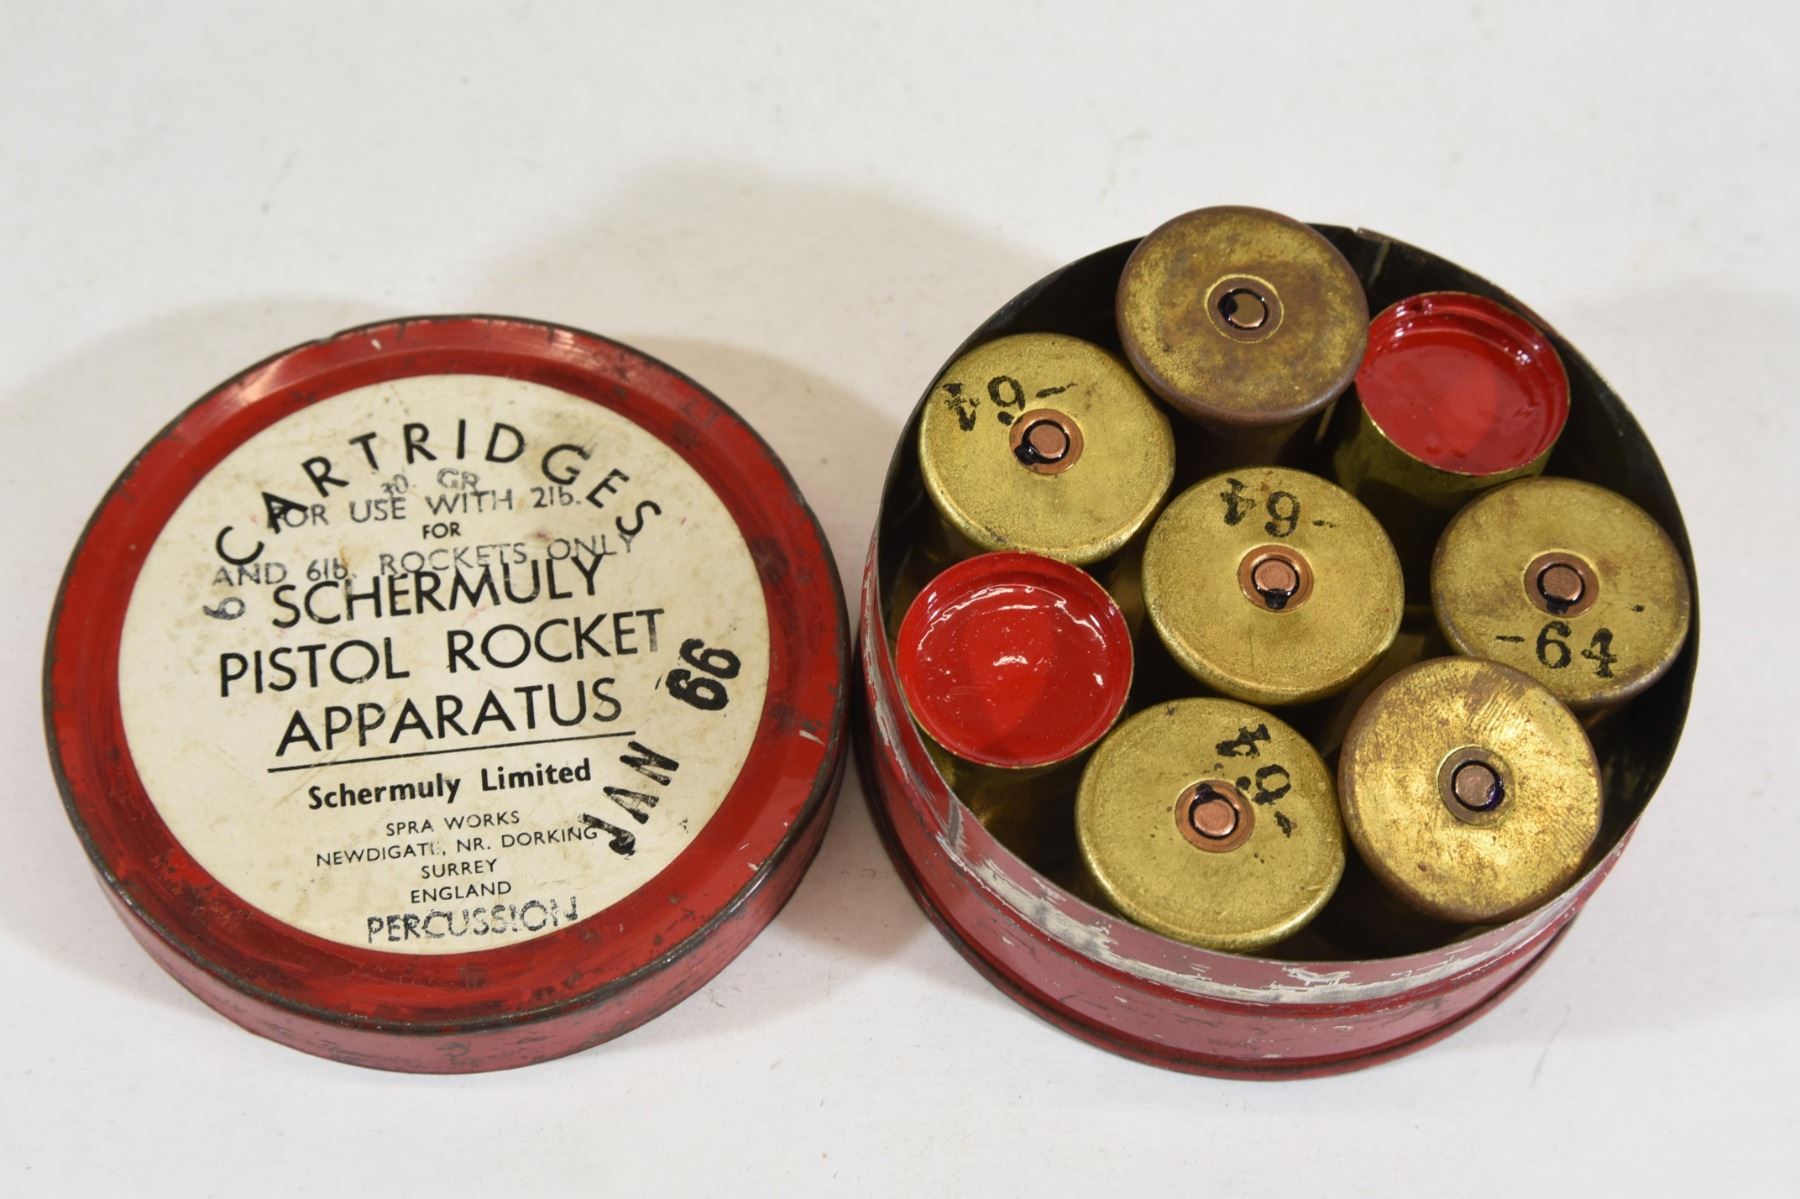 CARTRIDGES
30 GR
FOR USE WITH 2lb.
FOR
AND 6lb. ROCKETS ONLY
6
SCHERMULY
PISTOL ROCKET
APPARATUS
Schermuly Limited
SPRA WORKS
NEWDIGATE, NR. DORKING
SURREY
ENGLAND
PERCUSSION
JAN 66
-64
-64
-64
-64